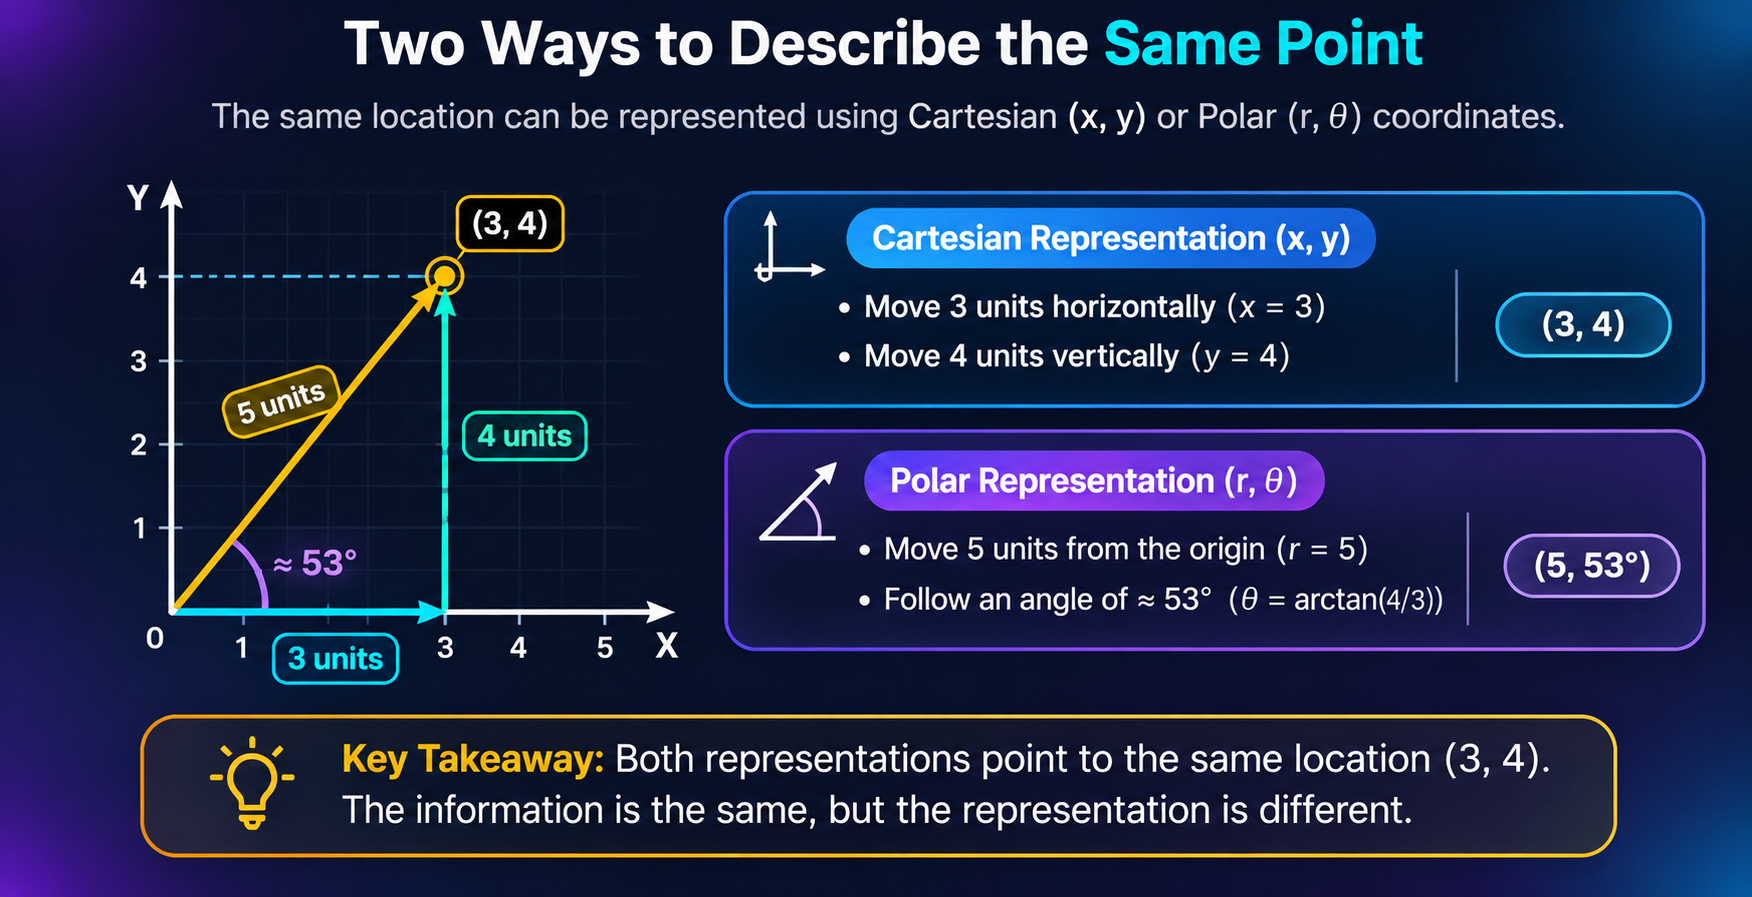 Two Ways to Describe the Same Point
The same location can be represented using Cartesian (x, y) or Polar (r, θ) coordinates.
Y
(3, 4)
4
3
5 units
2
4 units
1
≈ 53°
0
1
3 units
3
4
5
X
Cartesian Representation (x, y)
• Move 3 units horizontally (x = 3)
• Move 4 units vertically (y = 4)
(3, 4)
Polar Representation (r, θ)
• Move 5 units from the origin (r = 5)
• Follow an angle of ≈ 53° (θ = arctan(4/3))
(5, 53°)
Key Takeaway: Both representations point to the same location (3, 4).
The information is the same, but the representation is different.